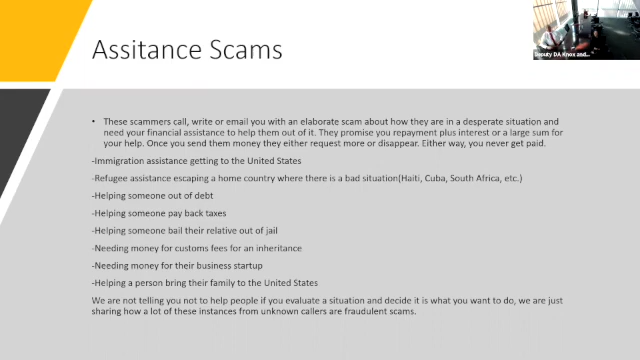 Assitance Scams
Deputy DA Knox and...
• These scammers call, write or email you with an elaborate scam about how they are in a desperate situation and
need your financial assistance to help them out of it. They promise you repayment plus interest or a large sum for
your help. Once you send them money they either request more or disappear. Either way, you never get paid.
-Immigration assistance getting to the United States
-Refugee assistance escaping a home country where there is a bad situation(Haiti, Cuba, South Africa, etc.)
-Helping someone out of debt
-Helping someone pay back taxes
-Helping someone bail their relative out of jail
-Needing money for customs fees for an inheritance
-Needing money for their business startup
-Helping a person bring their family to the United States
We are not telling you not to help people if you evaluate a situation and decide it is what you want to do, we are just
sharing how a lot of these instances from unknown callers are fraudulent scams.